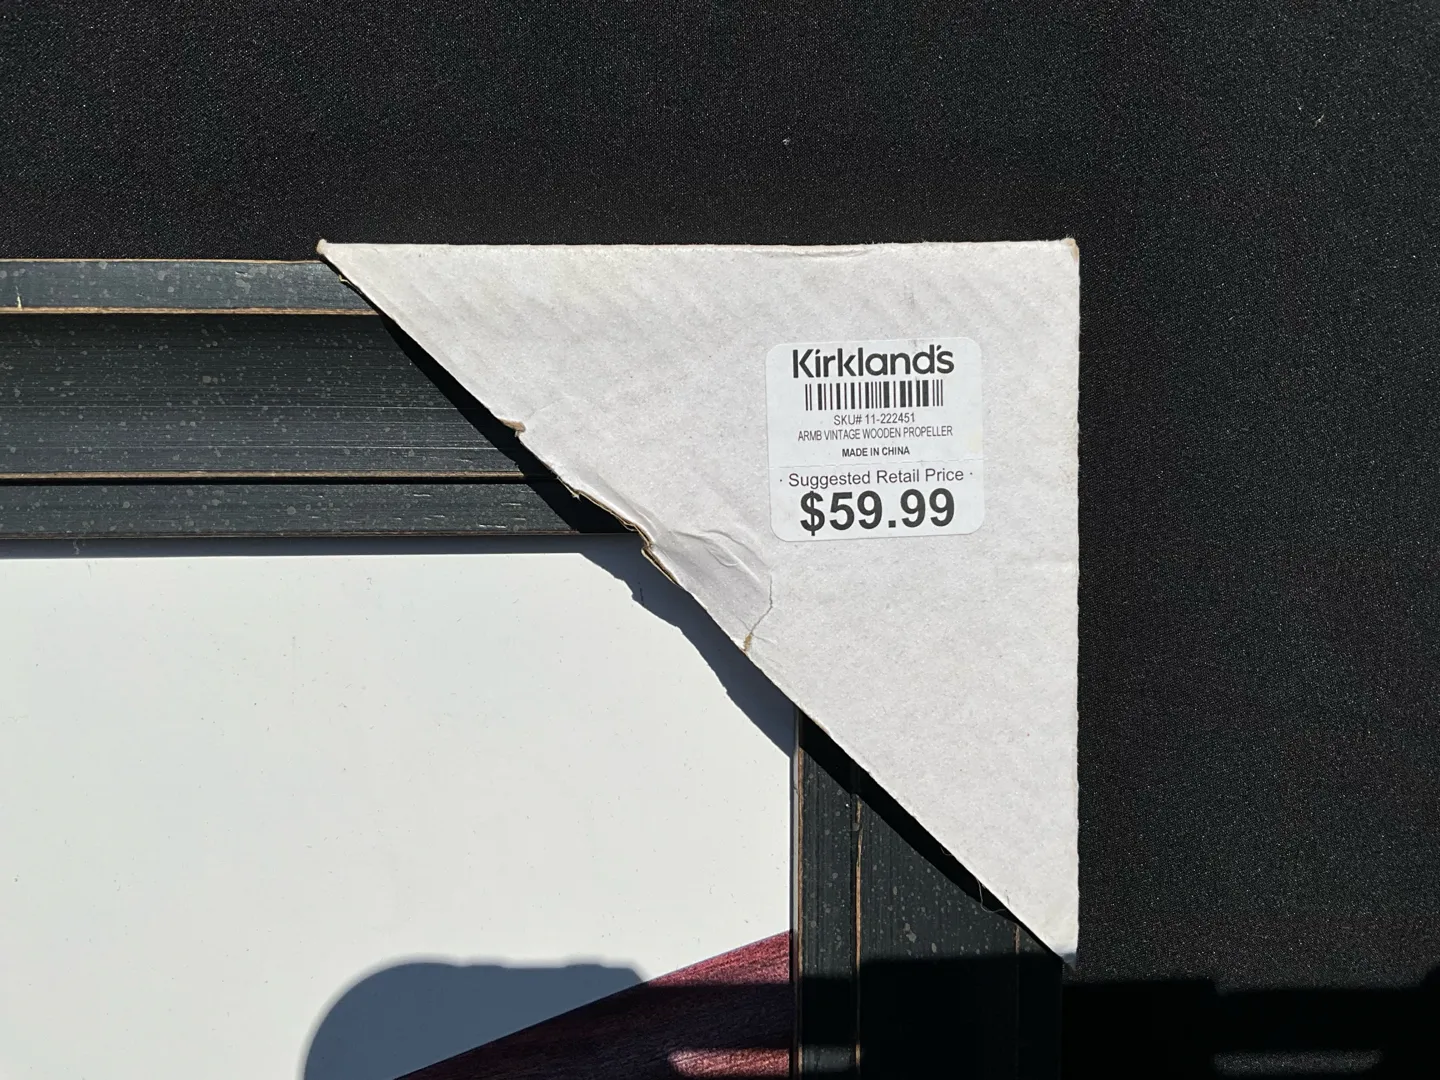 Kirkland's
SKU# 11-222451
ARMB VINTAGE WOODEN PROPELLER
MADE IN CHINA
· Suggested Retail Price ·
$59.99